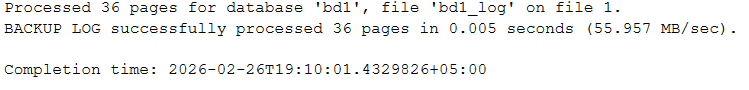 Processed 36 pages for database 'bd1', file 'bd1_log' on file 1.
BACKUP LOG successfully processed 36 pages in 0.005 seconds (55.957 MB/sec).
Completion time: 2026-02-26T19:10:01.4329826+05:00